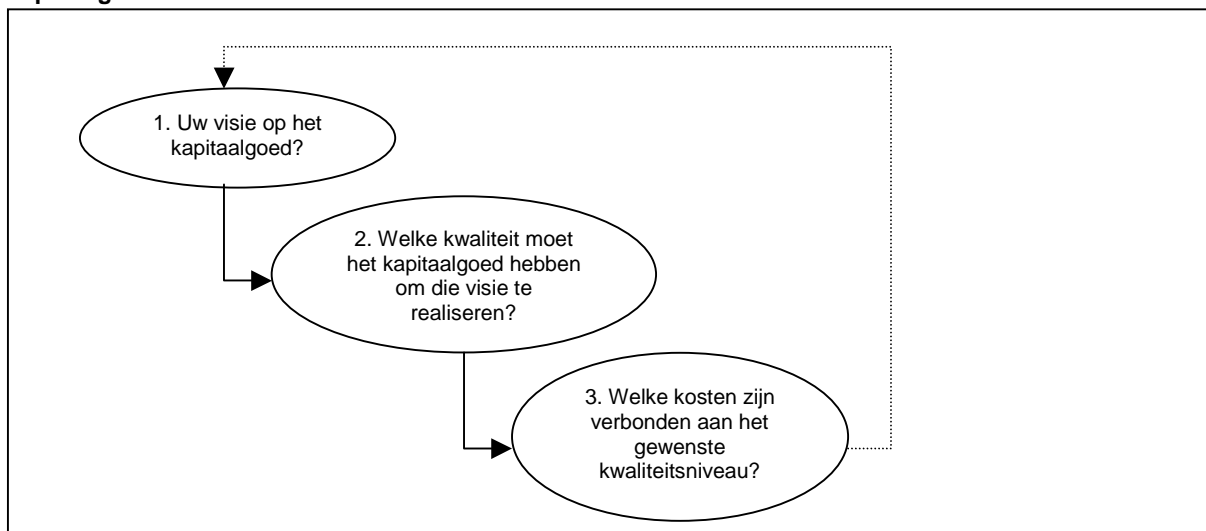 1. Uw visie op het
kapitaalgoed?
2. Welke kwaliteit moet
het kapitaalgoed hebben
om die visie te
realiseren?
3. Welke kosten zijn
verbonden aan het
gewenste
kwaliteitsniveau?